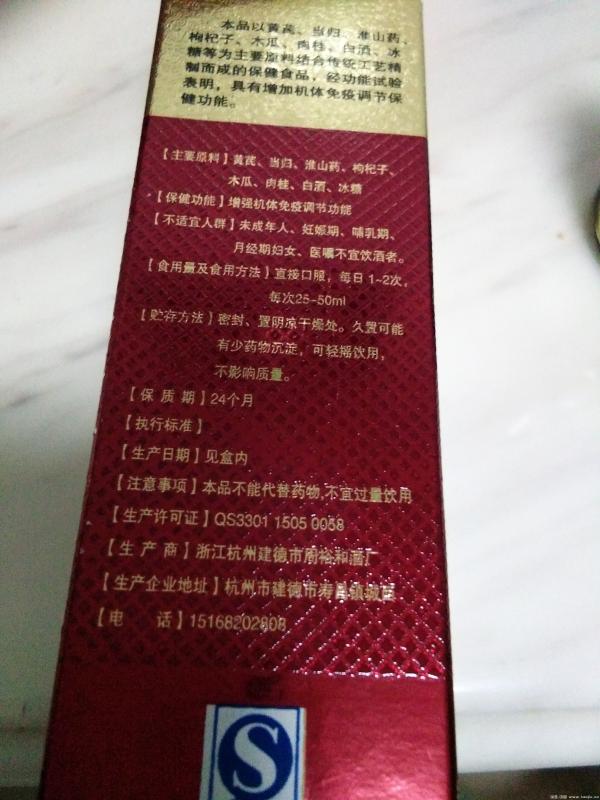 本品以黄芪、当归、淮山药、
枸杞子、木瓜、肉桂、白酒、冰
糖等为主要原料结合传统工艺精
制而成的保健食品，经功能试验
表明，具有增加机体免疫调节保
健功能。
【主要原料】黄芪、当归、淮山药、枸杞子、
木瓜、肉桂、白酒、冰糖
【保健功能】增强机体免疫调节功能
【不适宜人群】未成年人、妊娠期、哺乳期、
月经期妇女、医嘱不宜饮酒者。
【食用量及食用方法】直接口服，每日1~2次，
每次25~50ml
【贮存方法】密封、置阴凉干燥处。久置可能
有少药物沉淀，可轻摇饮用，
不影响质量。
【保 质 期】24个月
【执行标准】
【生产日期】见盒内
【注意事项】本品不能代替药物,不宜过量饮用
【生产许可证】QS3301 1505 0058
【生 产 商】浙江杭州建德市周裕和酒厂
【生产企业地址】杭州市建德市寿昌镇城
【电 话】15168202808
S